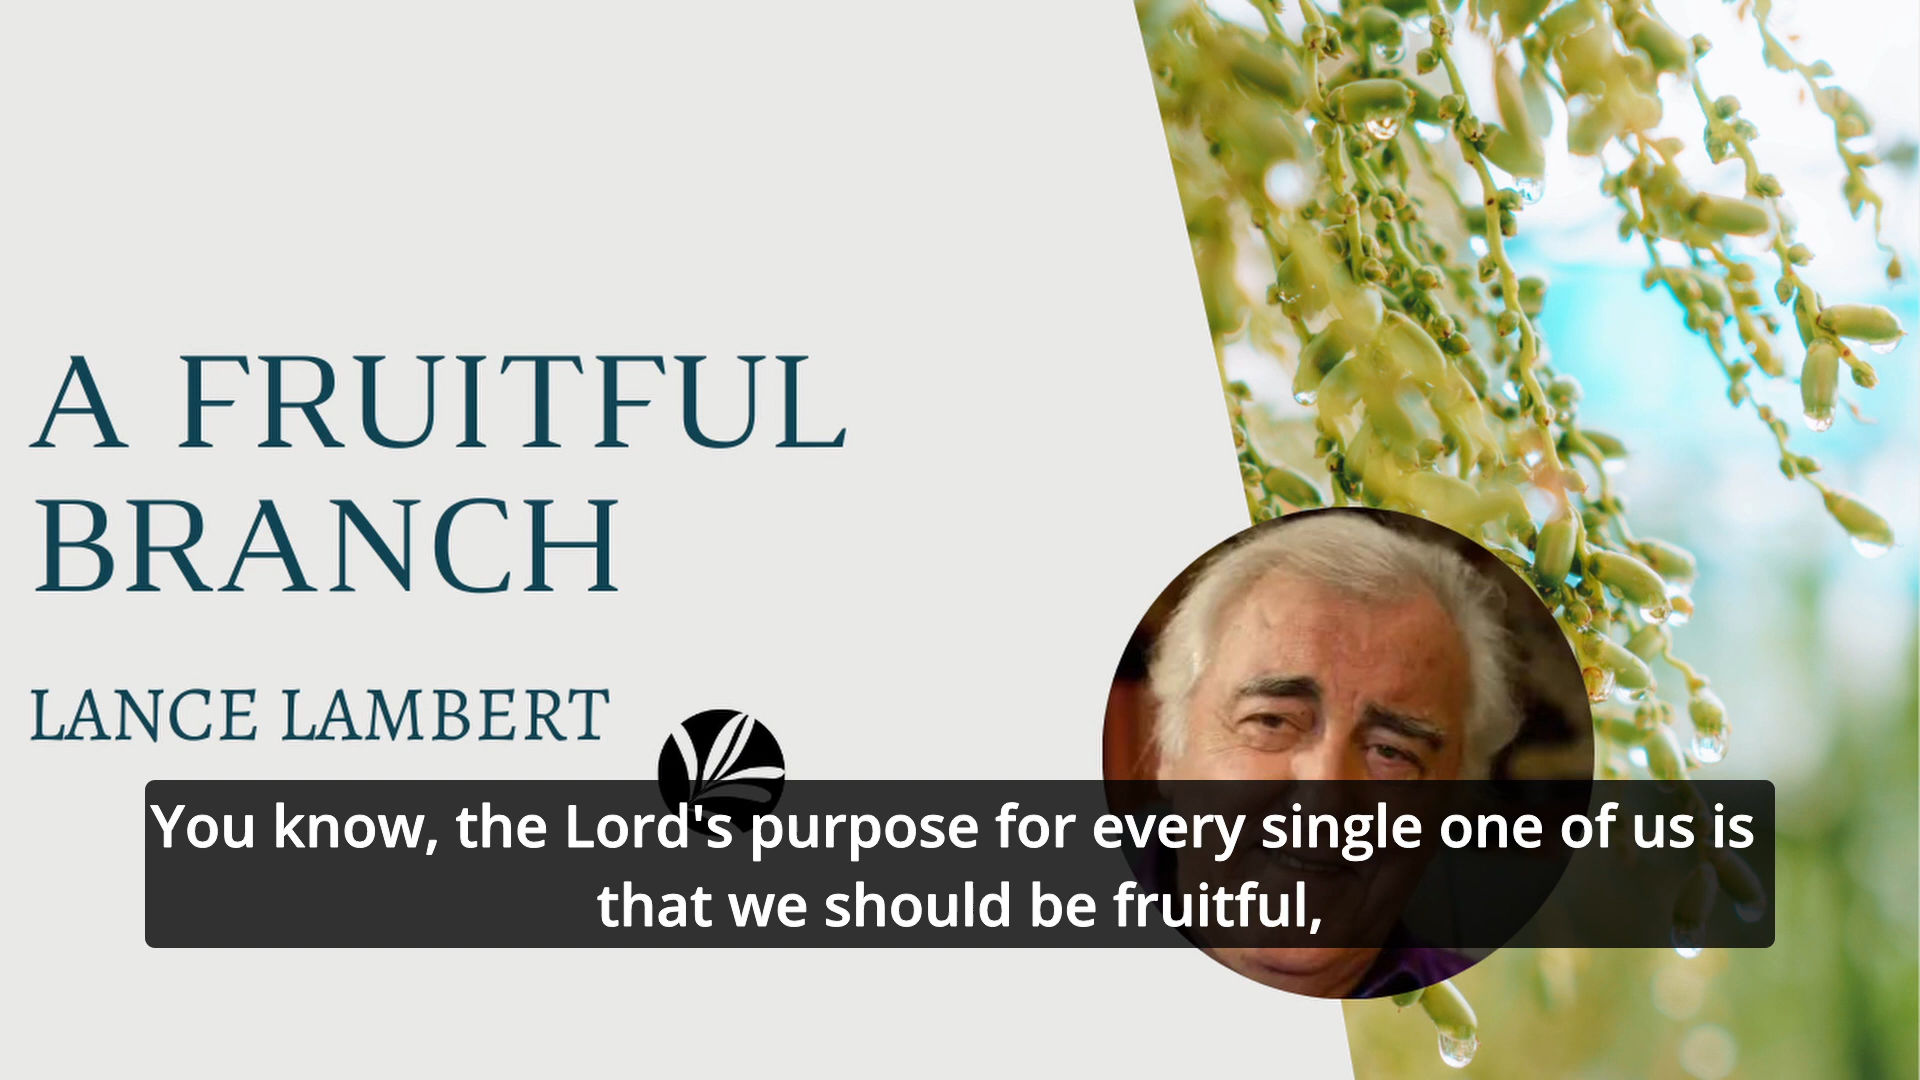 A FRUITFUL
BRANCH
LANCE LAMBERT
You know, the Lord's purpose for every single one of us is
that we should be fruitful,